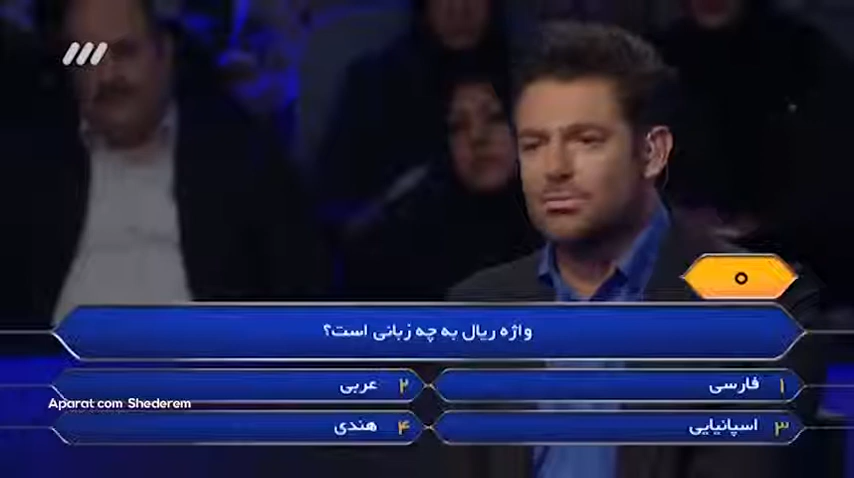 ۵
واژه ریال به چه زبانی است؟
۱ فارسی
۲ عربی
۳ اسپانیایی
۴ هندی
Aparat com Shederem